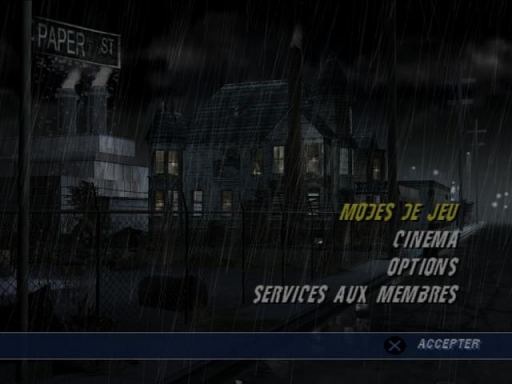 PAPER ST
MODES DE JEU
CINEMA
OPTIONS
SERVICES AUX MEMBRES
ACCEPTER